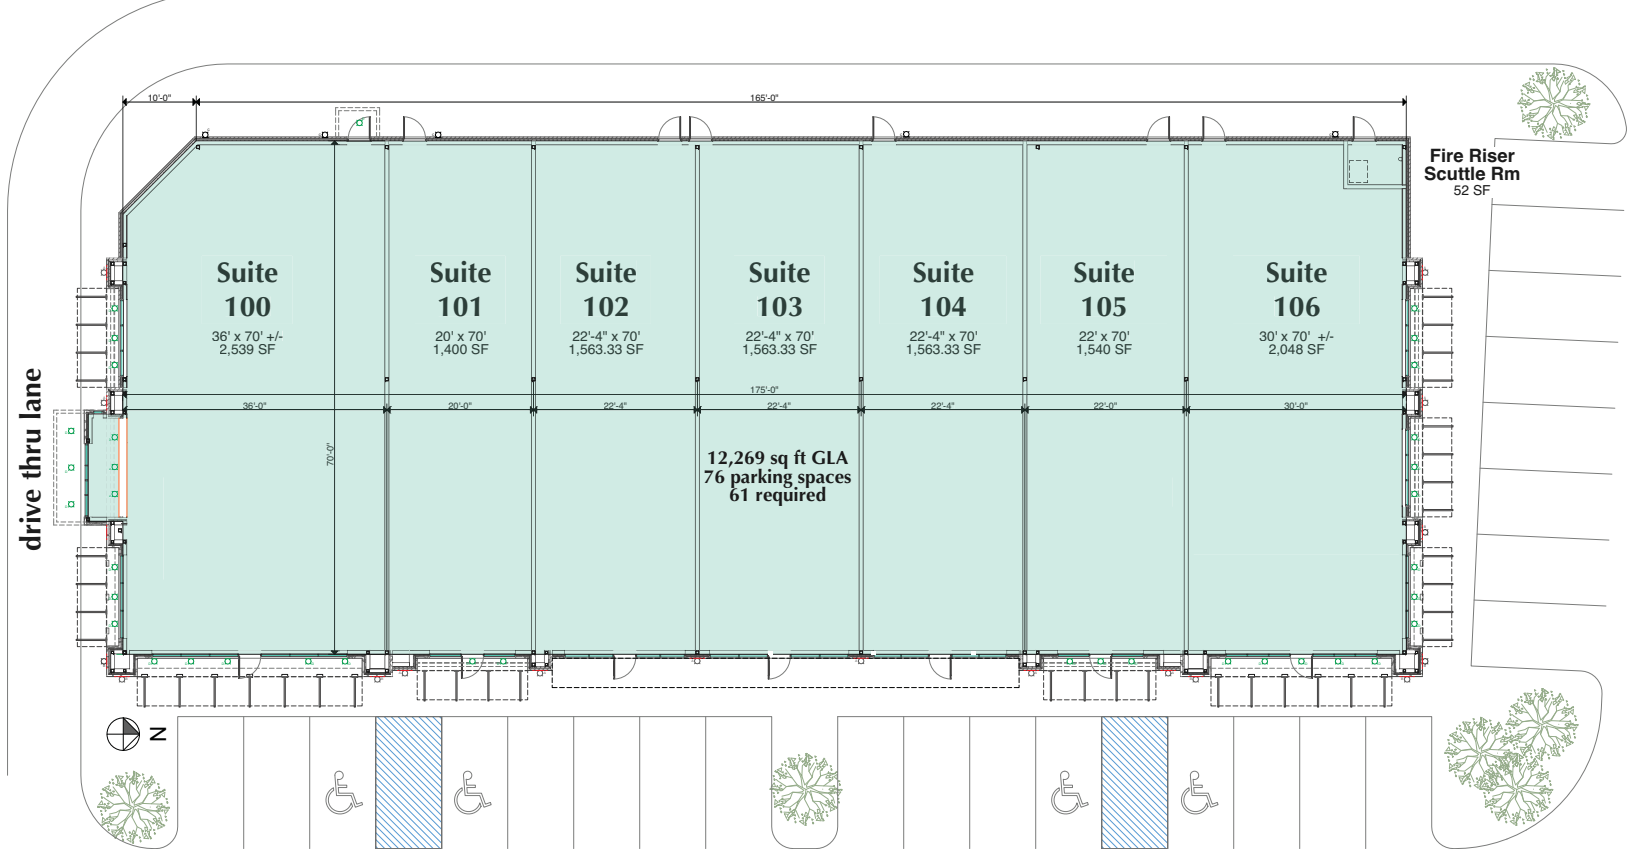 10'-0"
165'-0"
Fire Riser
Scuttle Rm
52 SF
Suite
100
36' x 70' +/-
2,539 SF
Suite
101
20' x 70'
1,400 SF
Suite
102
22'-4" x 70'
1,563.33 SF
Suite
103
22'-4" x 70'
1,563.33 SF
Suite
104
22'-4" x 70'
1,563.33 SF
Suite
105
22' x 70'
1,540 SF
Suite
106
30' x 70' +/-
2,048 SF
175'-0"
36'-0"
20'-0"
22'-4"
22'-4"
22'-4"
22'-0"
30'-0"
70'-0"
drive thru lane
12,269 sq ft GLA
76 parking spaces
61 required
N